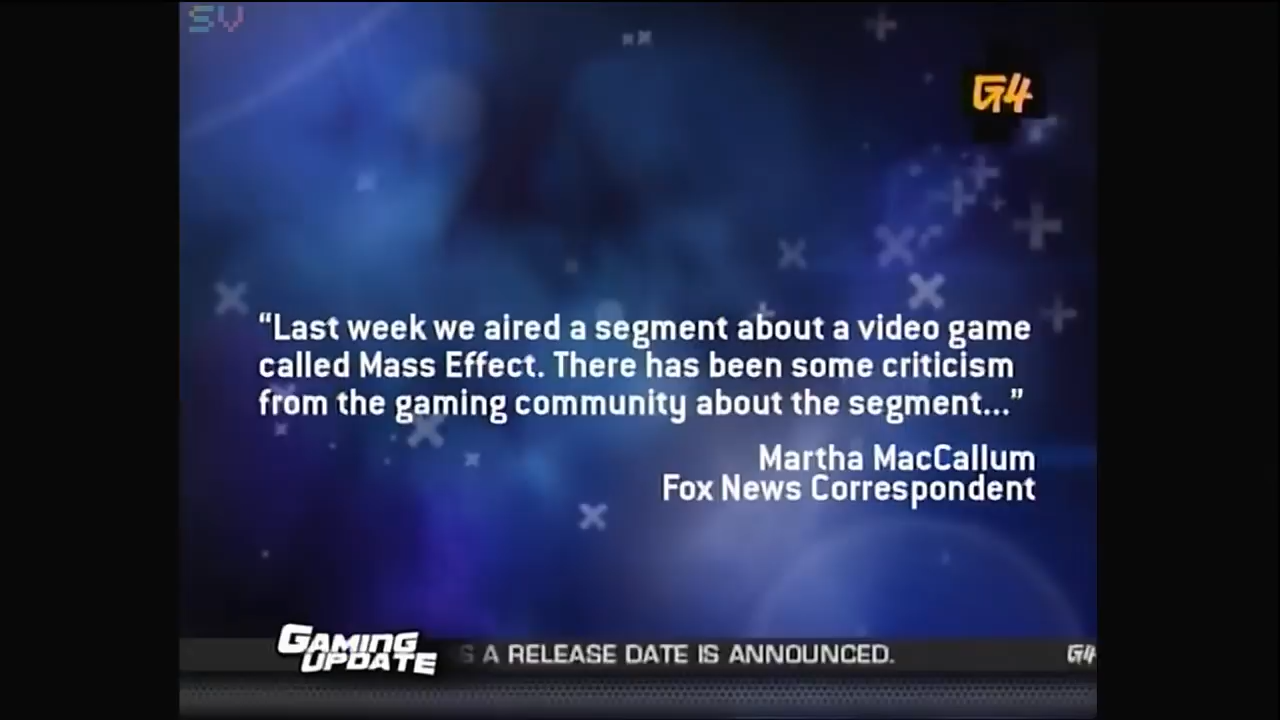 SV
G4
“Last week we aired a segment about a video game
called Mass Effect. There has been some criticism
from the gaming community about the segment...”
Martha MacCallum
Fox News Correspondent
GAMING
UPDATE
S A RELEASE DATE IS ANNOUNCED.
G4